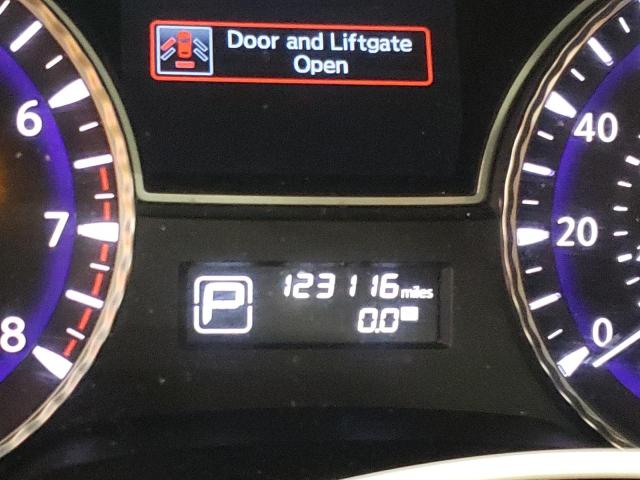 Door and Liftgate
Open
6
7
8
40
20
0
P
123116 miles
0.0